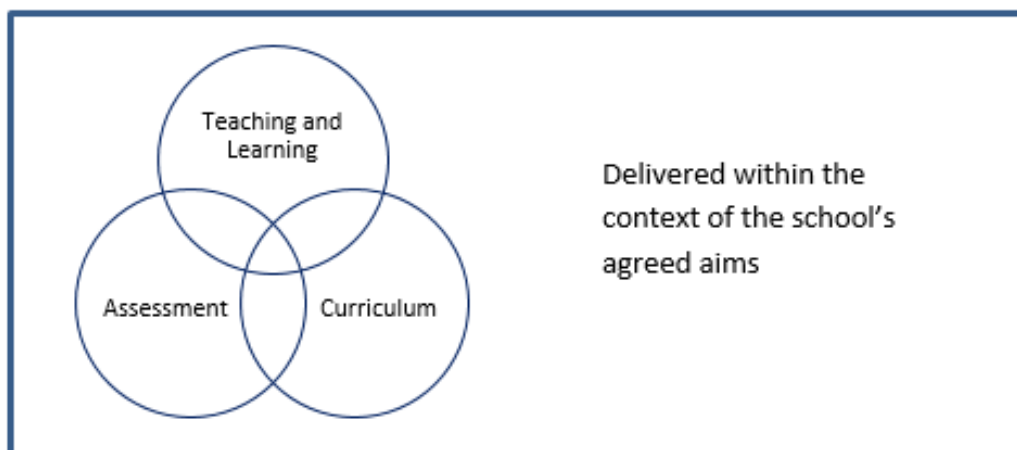 Teaching and
Learning
Assessment
Curriculum
Delivered within the
context of the school’s
agreed aims